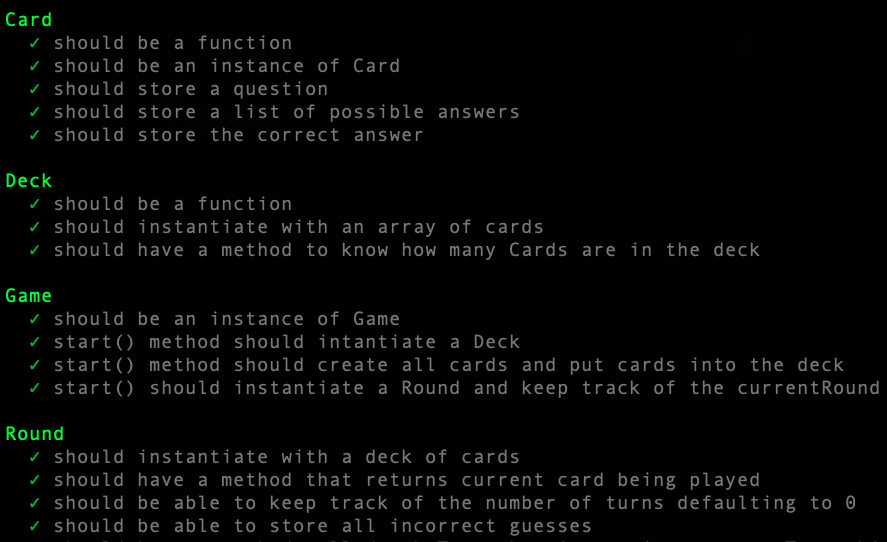 Card
✓ should be a function
✓ should be an instance of Card
✓ should store a question
✓ should store a list of possible answers
✓ should store the correct answer
Deck
✓ should be a function
✓ should instantiate with an array of cards
✓ should have a method to know how many Cards are in the deck
Game
✓ should be an instance of Game
✓ start() method should intantiate a Deck
✓ start() method should create all cards and put cards into the deck
✓ start() should instantiate a Round and keep track of the currentRound
Round
✓ should instantiate with a deck of cards
✓ should have a method that returns current card being played
✓ should be able to keep track of the number of turns defaulting to 0
✓ should be able to store all incorrect guesses